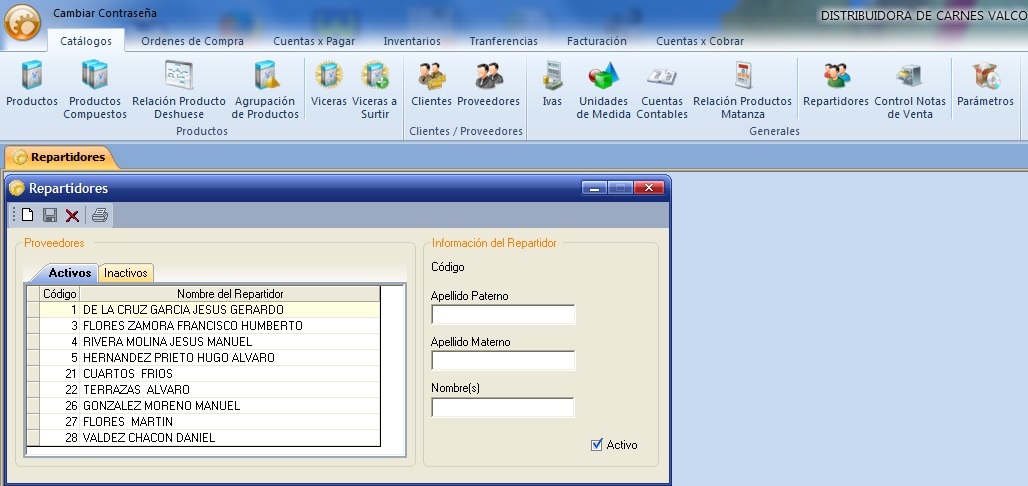 Cambiar Contraseña
DISTRIBUIDORA DE CARNES VALCO
Catálogos Ordenes de Compra Cuentas x Pagar Inventarios Tranferencias Facturación Cuentas x Cobrar
Productos Productos Compuestos Relación Producto Deshuese Agrupación de Productos Viceras Viceras a Surtir Clientes Proveedores Ivas Unidades de Medida Cuentas Contables Relación Productos Matanza Repartidores Control Notas de Venta Parámetros
Productos Clientes / Proveedores Generales
Repartidores
Repartidores
Proveedores
Activos Inactivos
Código Nombre del Repartidor
1 DE LA CRUZ GARCIA JESUS GERARDO
3 FLORES ZAMORA FRANCISCO HUMBERTO
4 RIVERA MOLINA JESUS MANUEL
5 HERNANDEZ PRIETO HUGO ALVARO
21 CUARTOS FRIOS
22 TERRAZAS ALVARO
26 GONZALEZ MORENO MANUEL
27 FLORES MARTIN
28 VALDEZ CHACON DANIEL
Información del Repartidor
Código
Apellido Paterno
Apellido Materno
Nombre(s)
Activo